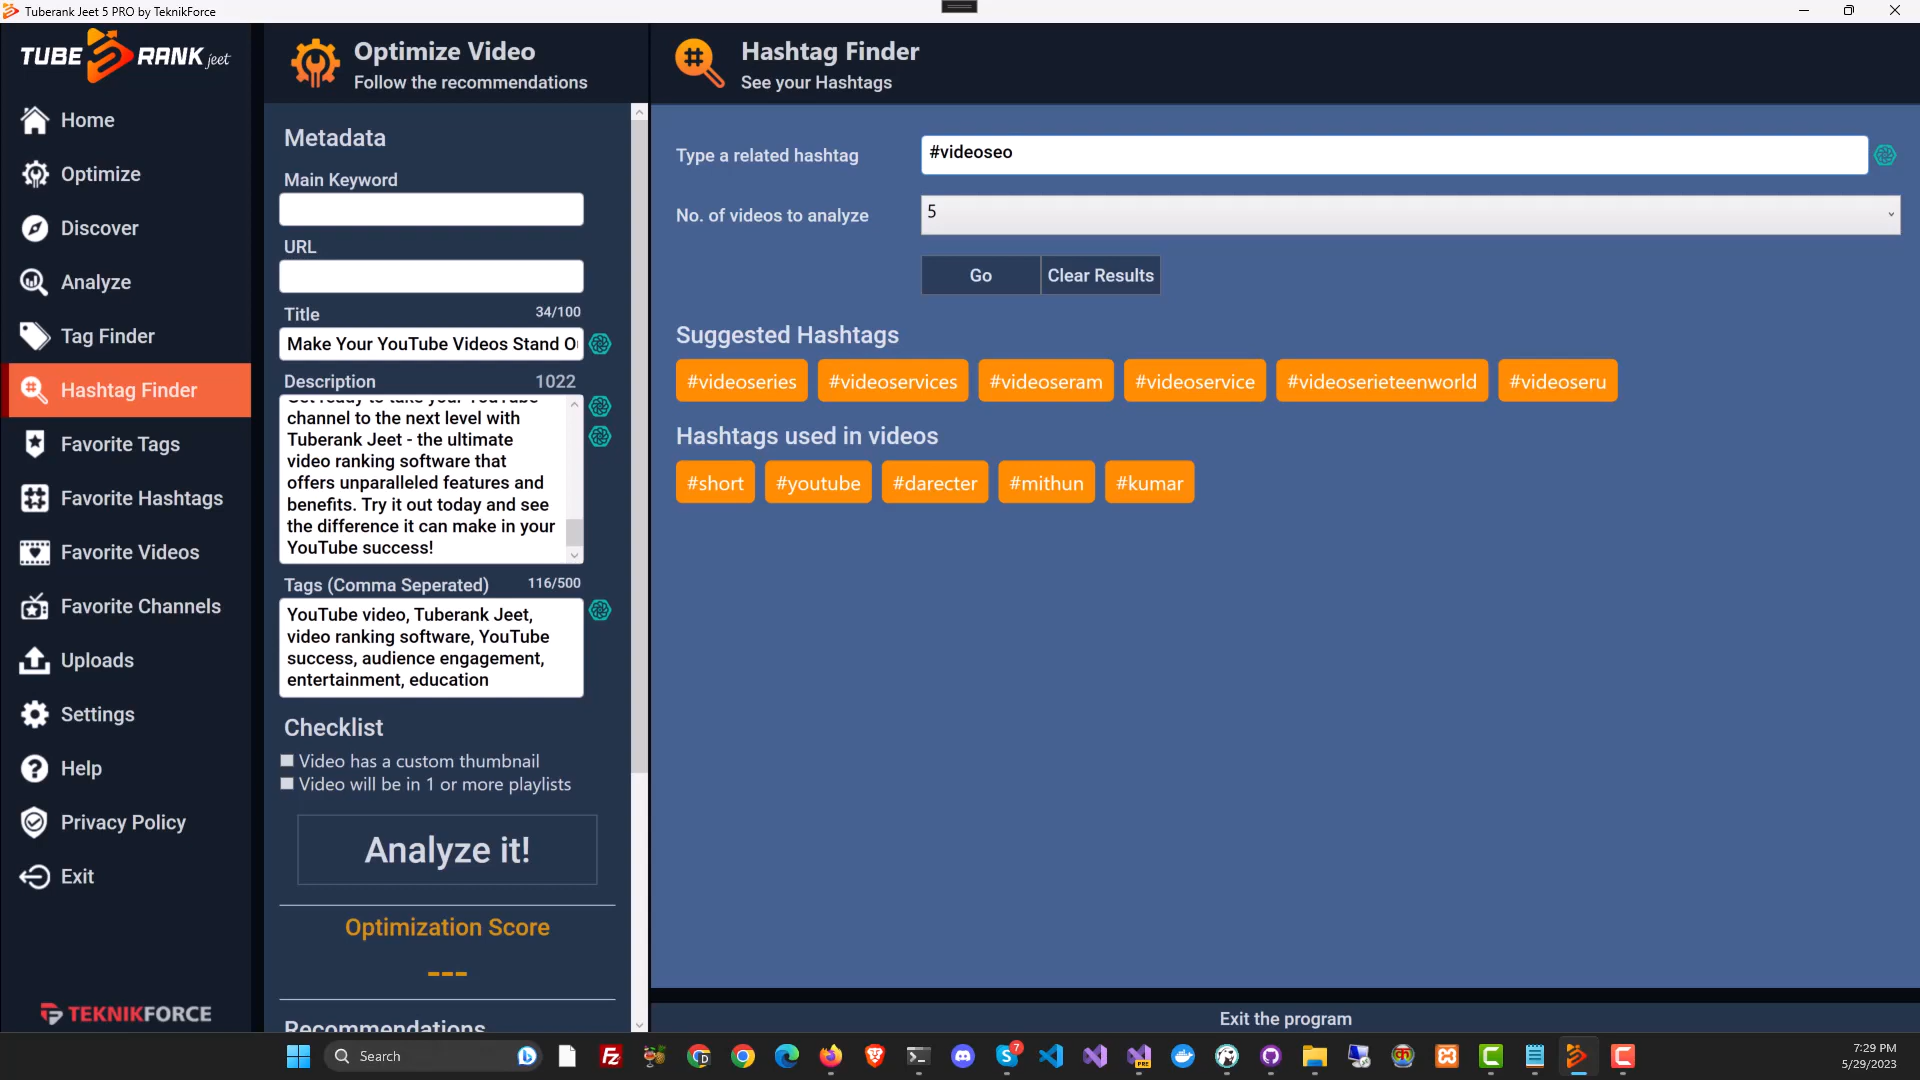 Tuberank Jeet 5 PRO by TeknikForce
TUBE RANK jeet
Home
Optimize
Discover
Analyze
Tag Finder
Hashtag Finder
Favorite Tags
Favorite Hashtags
Favorite Videos
Favorite Channels
Uploads
Settings
Help
Privacy Policy
Exit
TEKNIKFORCE
Optimize Video
Follow the recommendations
Metadata
Main Keyword
URL
Title 34/100
Make Your YouTube Videos Stand O
Description 1022
Get ready to take your YouTube
channel to the next level with
Tuberank Jeet - the ultimate
video ranking software that
offers unparalleled features and
benefits. Try it out today and see
the difference it can make in your
YouTube success!
Tags (Comma Seperated) 116/500
YouTube video, Tuberank Jeet,
video ranking software, YouTube
success, audience engagement,
entertainment, education
Checklist
Video has a custom thumbnail
Video will be in 1 or more playlists
Analyze it!
Optimization Score
---
Recommendations
Hashtag Finder
See your Hashtags
Type a related hashtag #videoseo
No. of videos to analyze 5
Go Clear Results
Suggested Hashtags
#videoseries #videoservices #videoseram #videoservice #videoserieteenworld #videoseru
Hashtags used in videos
#short #youtube #darecter #mithun #kumar
Exit the program
Search
7
7:29 PM
5/29/2023